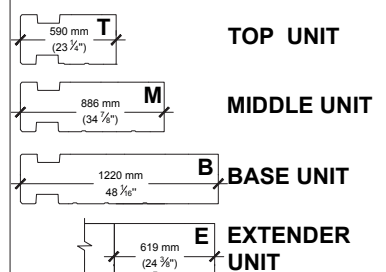 590 mm
(23 ¼")
T
TOP UNIT
886 mm
(34 ⅞")
M
MIDDLE UNIT
1220 mm
48 ¹⁄₁₆"
B
BASE UNIT
619 mm
(24 ⅜")
E
EXTENDER
UNIT